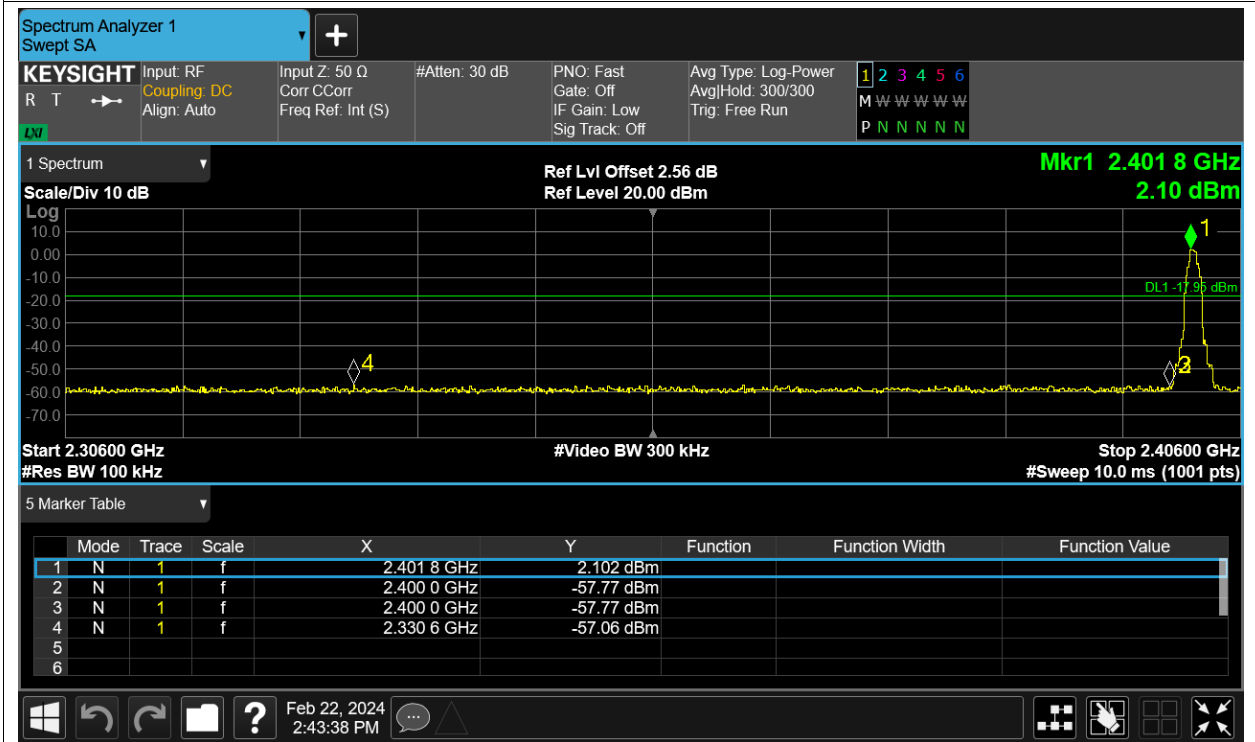 Spectrum Analyzer 1
Swept SA
+
KEYSIGHT Input: RF Input Z: 50 Ω #Atten: 30 dB PNO: Fast Avg Type: Log-Power 1 2 3 4 5 6
R T Coupling: DC Corr CCorr Gate: Off Avg|Hold: 300/300 M W W W W W
Align: Auto Freq Ref: Int (S) IF Gain: Low Trig: Free Run P N N N N N
LXI Sig Track: Off
1 Spectrum Ref Lvl Offset 2.56 dB Mkr1 2.401 8 GHz
Scale/Div 10 dB Ref Level 20.00 dBm 2.10 dBm
Log
10.0 1
0.00
-10.0
DL1 -17.95 dBm
-20.0
-30.0
-40.0
4
-50.0
-60.0
-70.0
Start 2.30600 GHz #Video BW 300 kHz Stop 2.40600 GHz
#Res BW 100 kHz #Sweep 10.0 ms (1001 pts)
5 Marker Table
Mode Trace Scale X Y Function Function Width Function Value
1 N 1 f 2.401 8 GHz 2.102 dBm
2 N 1 f 2.400 0 GHz -57.77 dBm
3 N 1 f 2.400 0 GHz -57.77 dBm
4 N 1 f 2.330 6 GHz -57.06 dBm
5
6
? Feb 22, 2024
2:43:38 PM